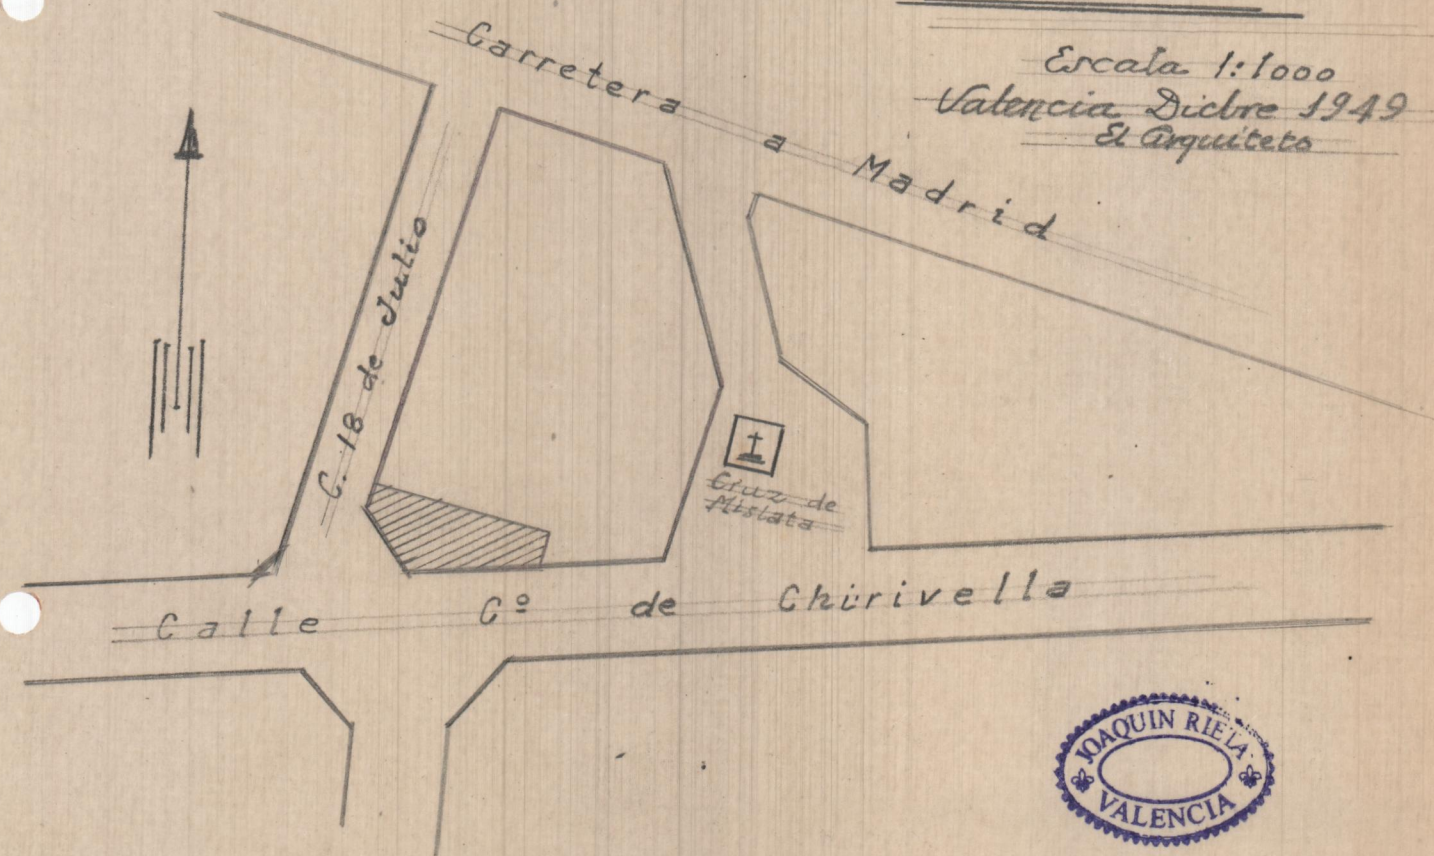 Escala 1:1000
Valencia Dicbre 1949
El Arquiteto
Carretera a Madrid
C. 18 de Julio
Cruz de
Mislata
Calle Cº de Chirivella
JOAQUIN RIETA
VALENCIA